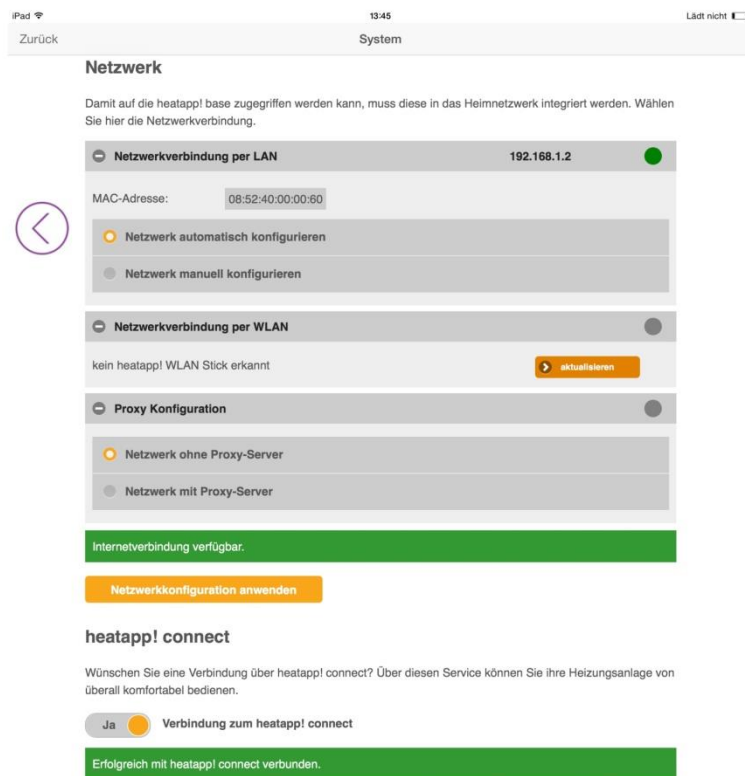 iPad 13:45 Lädt nicht
Zurück System
Netzwerk
Damit auf die heatapp! base zugegriffen werden kann, muss diese in das Heimnetzwerk integriert werden. Wählen
Sie hier die Netzwerkverbindung.
Netzwerkverbindung per LAN 192.168.1.2
MAC-Adresse: 08:52:40:00:00:60
Netzwerk automatisch konfigurieren
Netzwerk manuell konfigurieren
Netzwerkverbindung per WLAN
kein heatapp! WLAN Stick erkannt aktualisieren
Proxy Konfiguration
Netzwerk ohne Proxy-Server
Netzwerk mit Proxy-Server
Internetverbindung verfügbar.
Netzwerkkonfiguration anwenden
heatapp! connect
Wünschen Sie eine Verbindung über heatapp! connect? Über diesen Service können Sie ihre Heizungsanlage von
überall komfortabel bedienen.
Ja Verbindung zum heatapp! connect
Erfolgreich mit heatapp! connect verbunden.